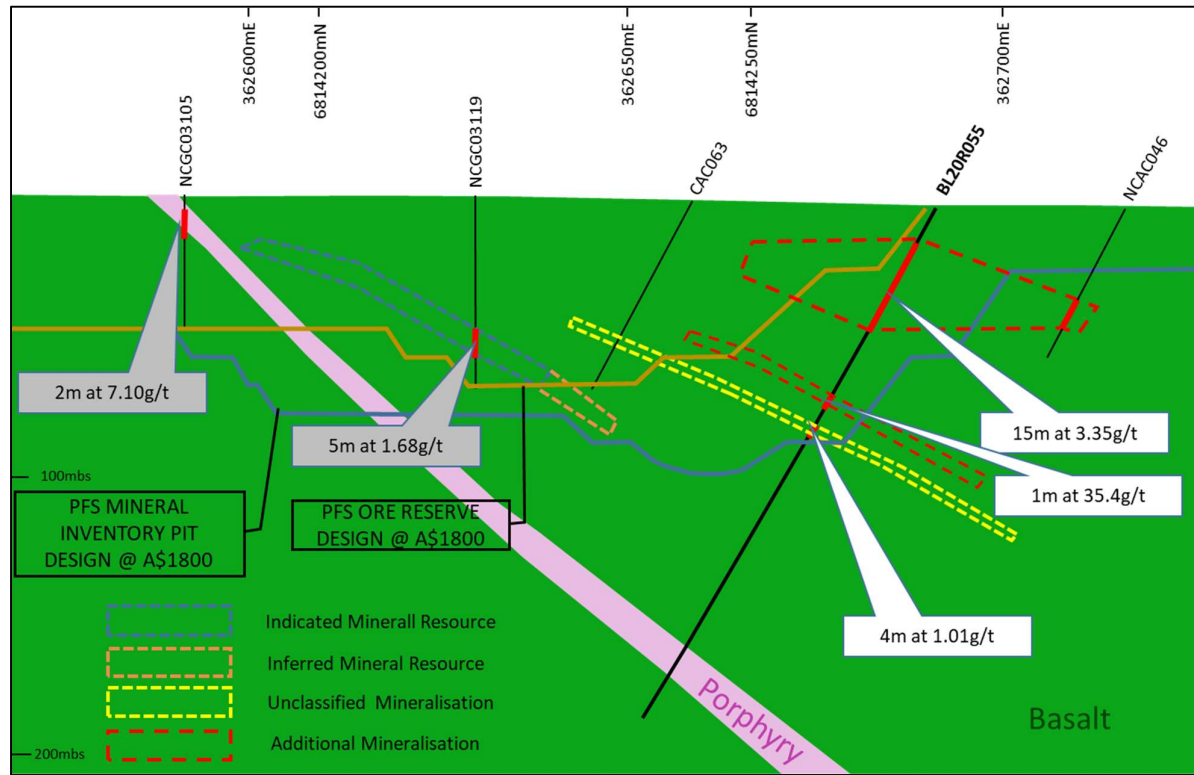 362600mE
6814200mN
362650mE
6814250mN
362700mE
NCGC03105
NCGC03119
CAC063
BL20R055
NCAC046
2m at 7.10g/t
5m at 1.68g/t
15m at 3.35g/t
1m at 35.4g/t
4m at 1.01g/t
100mbs
PFS MINERAL
INVENTORY PIT
DESIGN @ A$1800
PFS ORE RESERVE
DESIGN @ A$1800
Indicated Minerall Resource
Inferred Mineral Resource
Unclassified Mineralisation
Additional Mineralisation
Porphyry
Basalt
200mbs